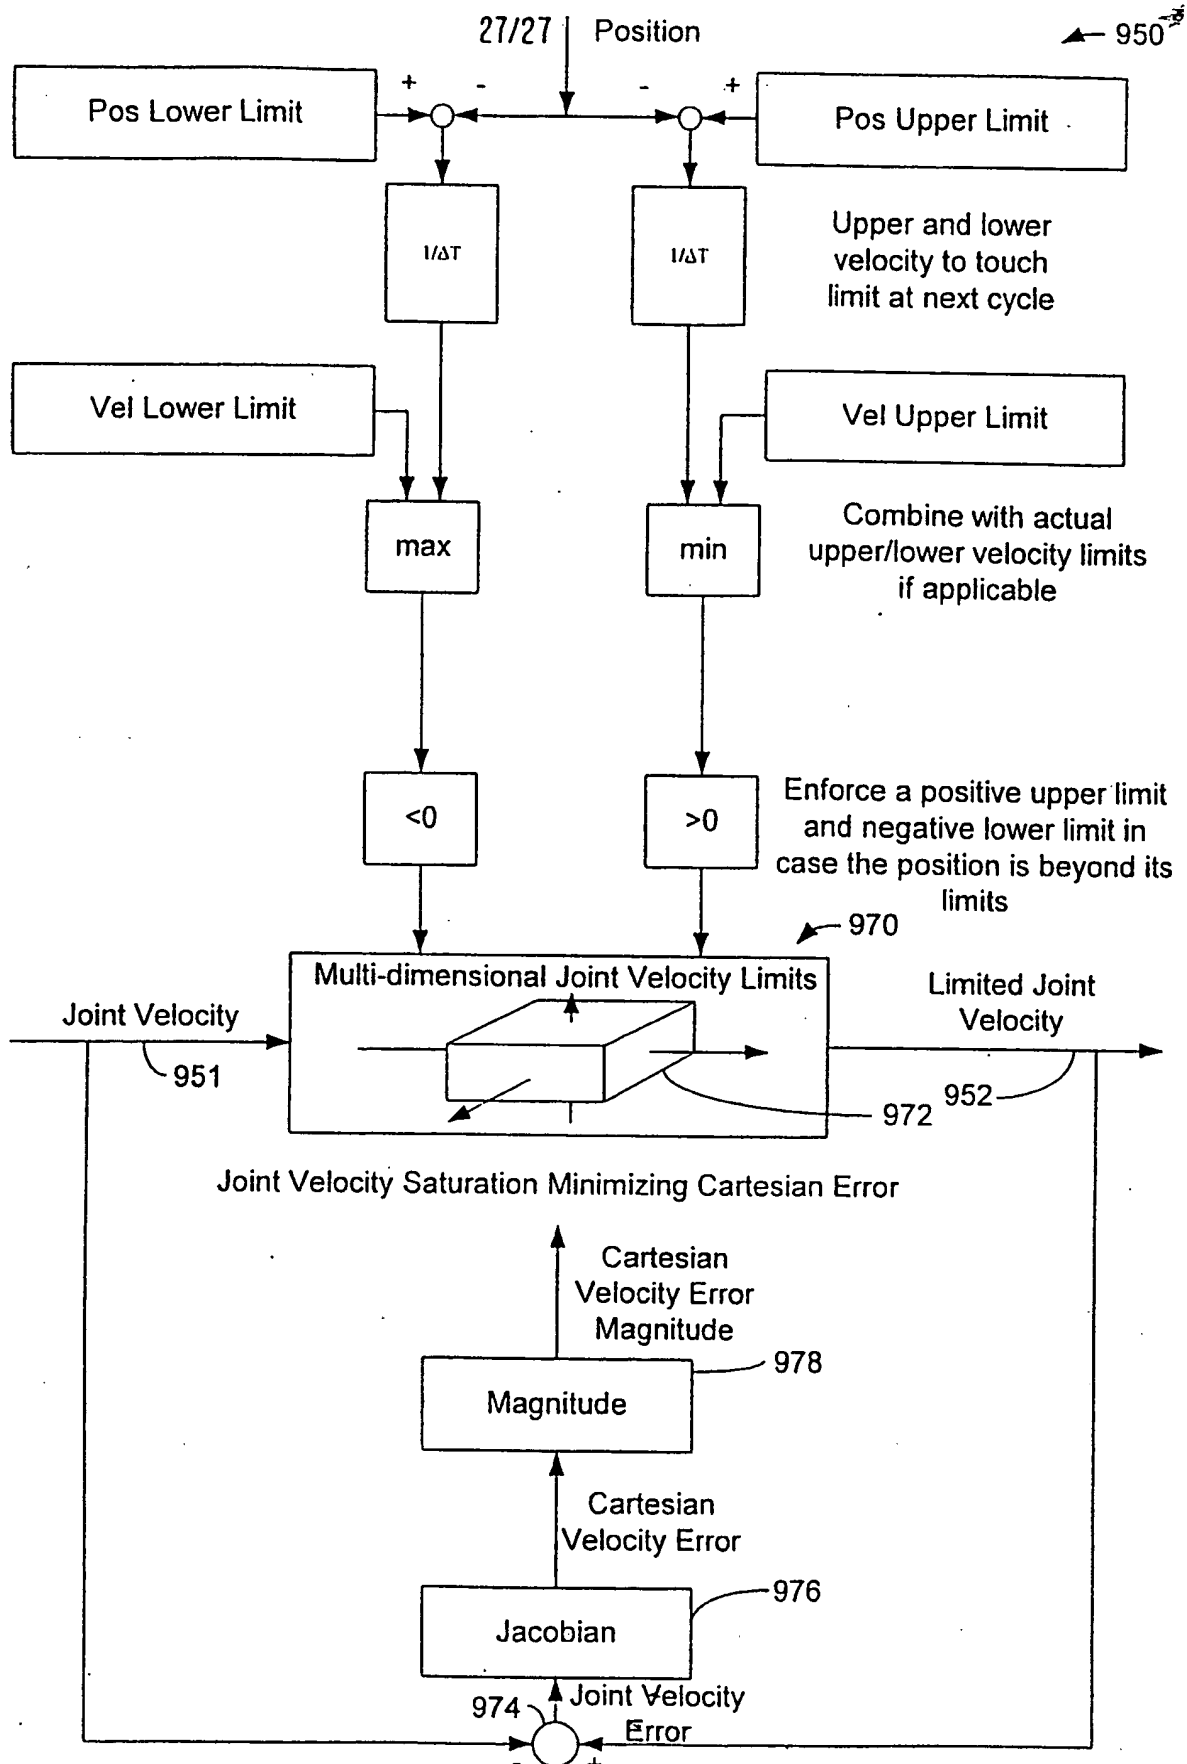 27/27
Position
950
+
-
-
+
Pos Lower Limit
Pos Upper Limit
1/ΔT
1/ΔT
Upper and lower
velocity to touch
limit at next cycle
Vel Lower Limit
Vel Upper Limit
max
min
Combine with actual
upper/lower velocity limits
if applicable
<0
>0
Enforce a positive upper limit
and negative lower limit in
case the position is beyond its
limits
970
Multi-dimensional Joint Velocity Limits
Joint Velocity
951
Limited Joint
Velocity
952
972
Joint Velocity Saturation Minimizing Cartesian Error
Cartesian
Velocity Error
Magnitude
978
Magnitude
Cartesian
Velocity Error
976
Jacobian
974
Joint Velocity
Error
-
+